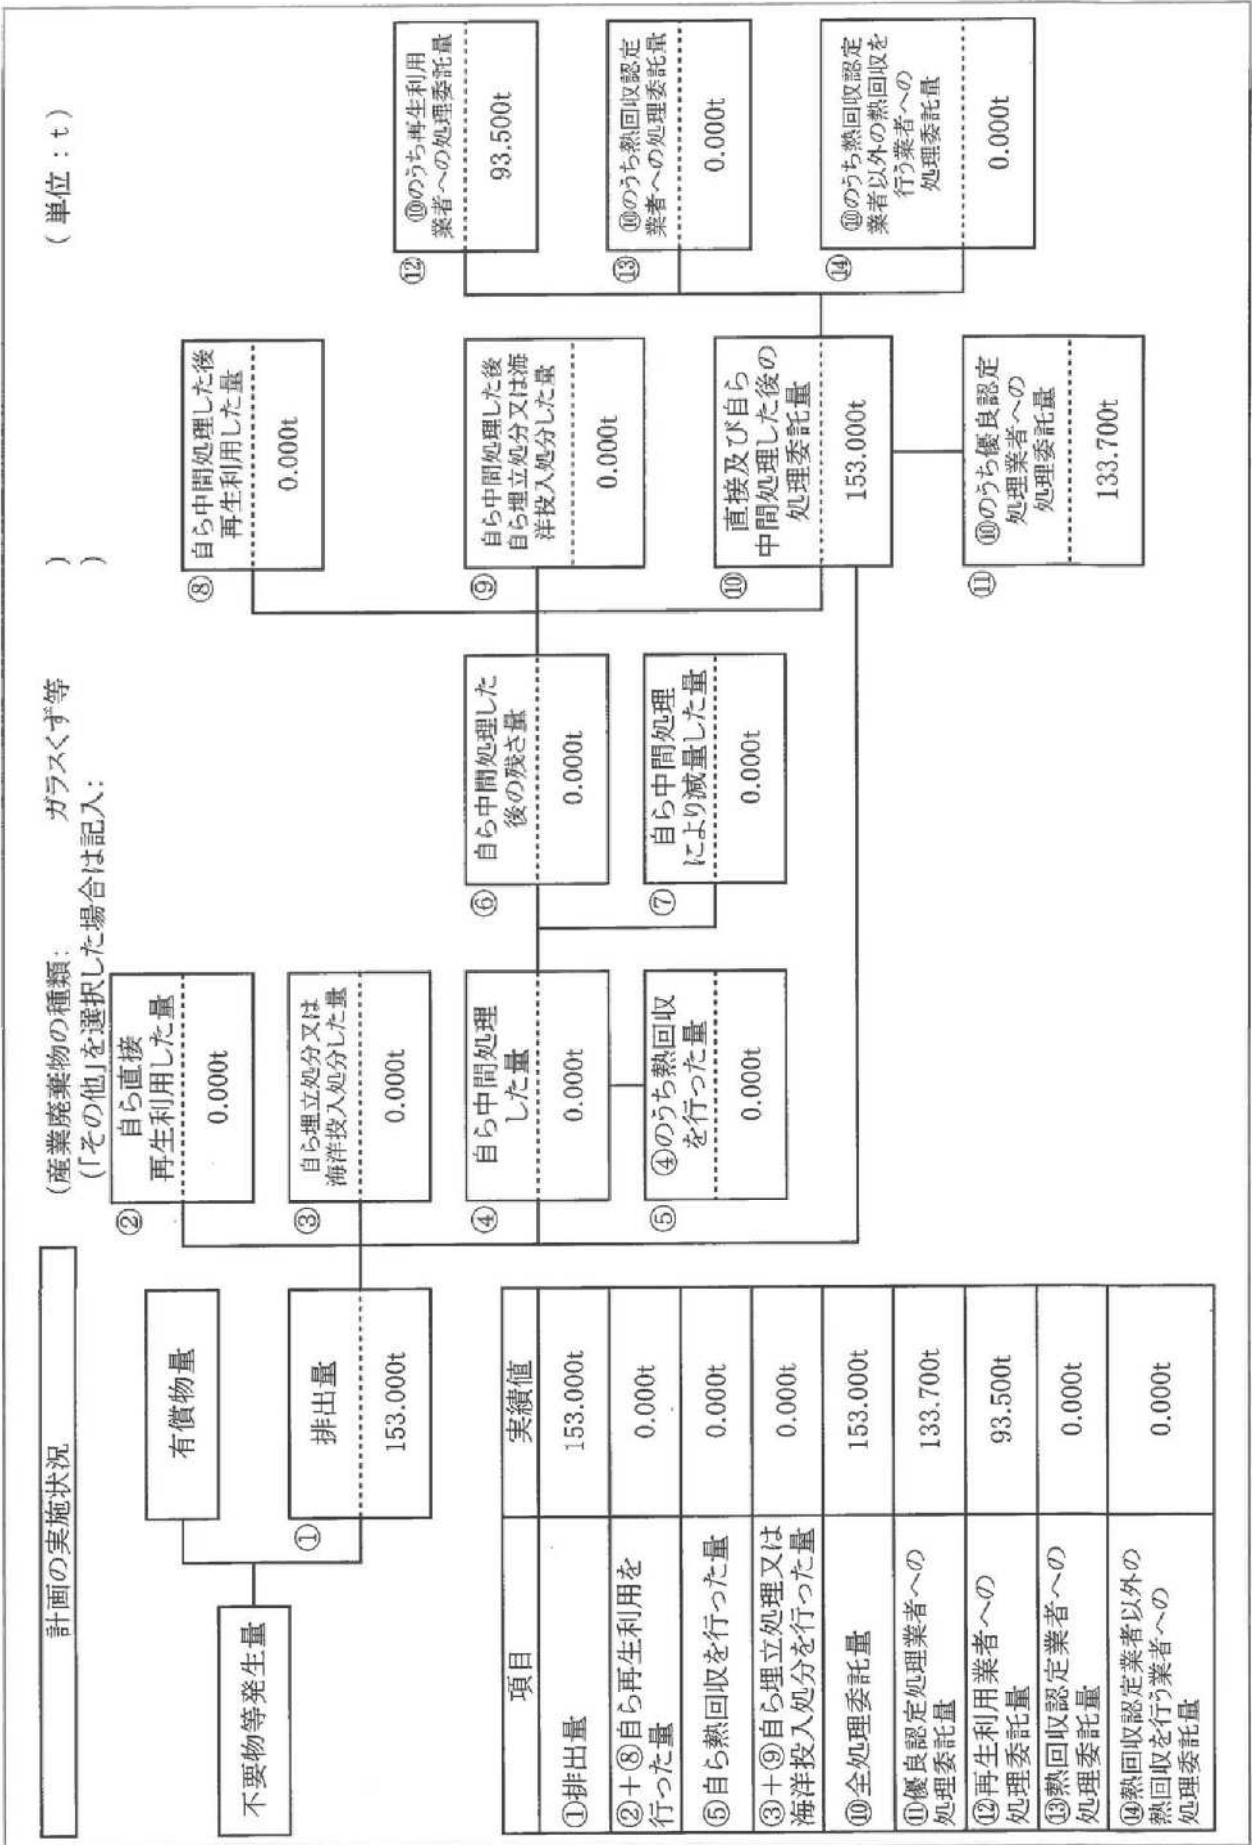 計画の実施状況
(産業廃棄物の種類: ガラスくず等 )
(「その他」を選択した場合は記入: )
(単位:t)
不要物等発生量
有償物量
①
排出量
153.000t
②
自ら直接
再生利用した量
0.000t
③
自ら埋立処分又は
海洋投入処分した量
0.000t
④
自ら中間処理
した量
0.000t
⑤
④のうち熱回収
を行った量
0.000t
⑥
自ら中間処理した
後の残さ量
0.000t
⑦
自ら中間処理
により減量した量
0.000t
⑧
自ら中間処理した後
再生利用した量
0.000t
⑨
自ら中間処理した後
自ら埋立処分又は海
洋投入処分した量
0.000t
⑩
直接及び自ら
中間処理した後の
処理委託量
153.000t
⑪
⑩のうち優良認定
処理業者への
処理委託量
133.700t
⑫
⑩のうち再生利用
業者への処理委託量
93.500t
⑬
⑩のうち熱回収認定
業者への処理委託量
0.000t
⑭
⑩のうち熱回収認定
業者以外の熱回収を
行う業者への
処理委託量
0.000t
項目 実績値
①排出量 153.000t
②+⑧自ら再生利用を
行った量 0.000t
⑤自ら熱回収を行った量 0.000t
③+⑨自ら埋立処理又は
海洋投入処分を行った量 0.000t
⑩全処理委託量 153.000t
⑪優良認定処理業者への
処理委託量 133.700t
⑫再生利用業者への
処理委託量 93.500t
⑬熱回収認定業者への
処理委託量 0.000t
⑭熱回収認定業者以外の
熱回収を行う業者への
処理委託量 0.000t